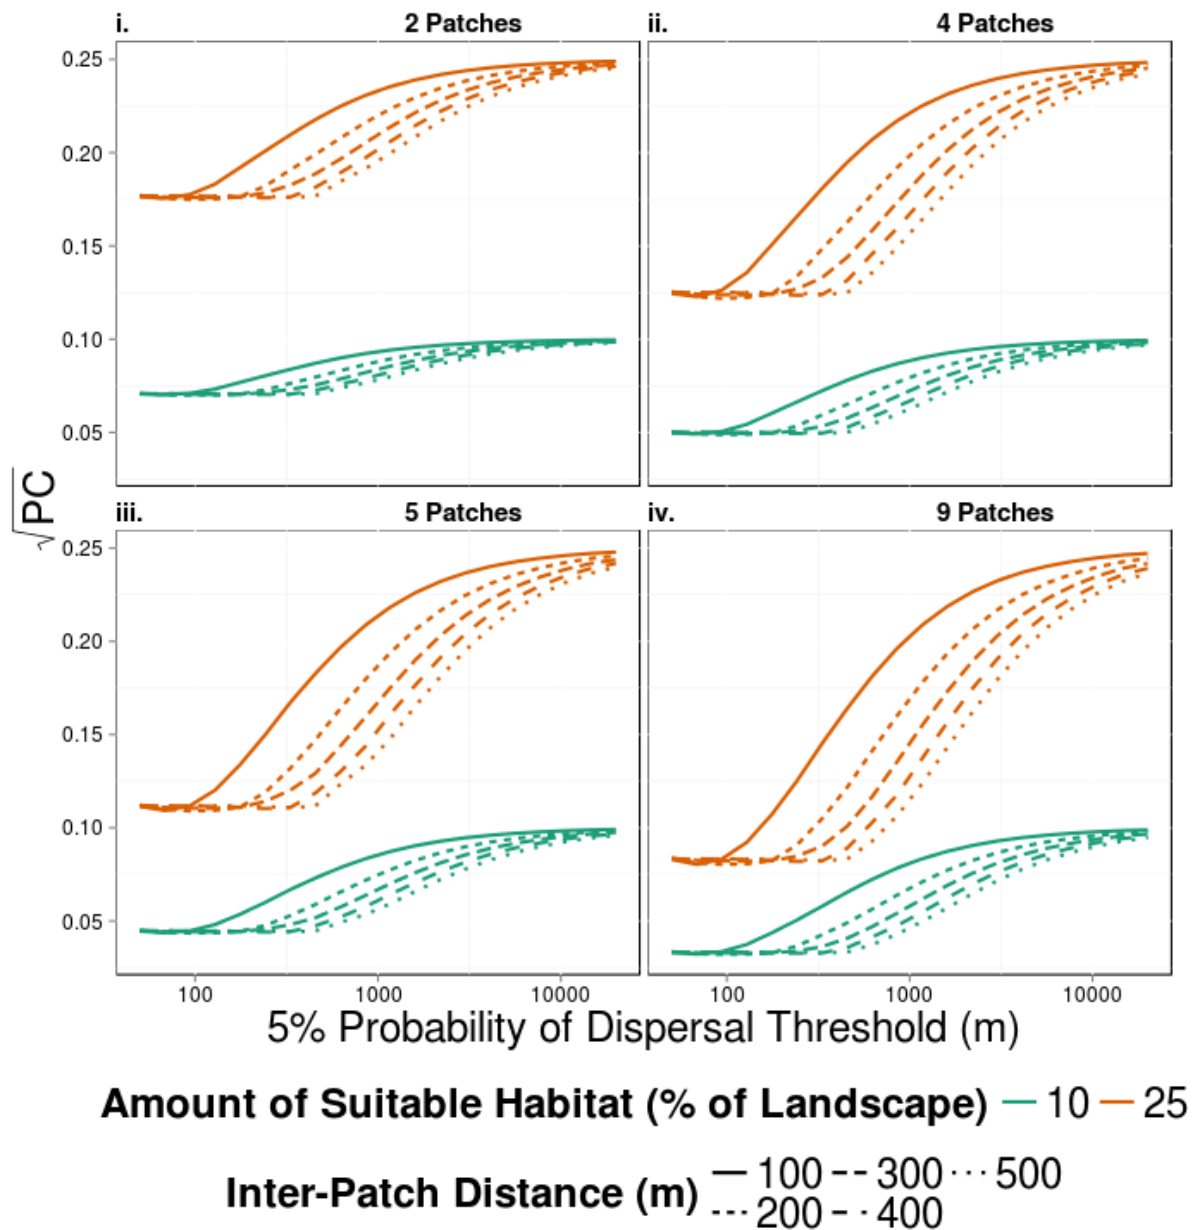 i. 2 Patches ii. 4 Patches
0.25
0.20
0.15
0.10
0.05
iii. 5 Patches iv. 9 Patches
0.25
0.20
0.15
0.10
0.05
√PC
100 1000 10000 100 1000 10000
5% Probability of Dispersal Threshold (m)
Amount of Suitable Habitat (% of Landscape) 10 25
Inter-Patch Distance (m) 100 300 500
200 400